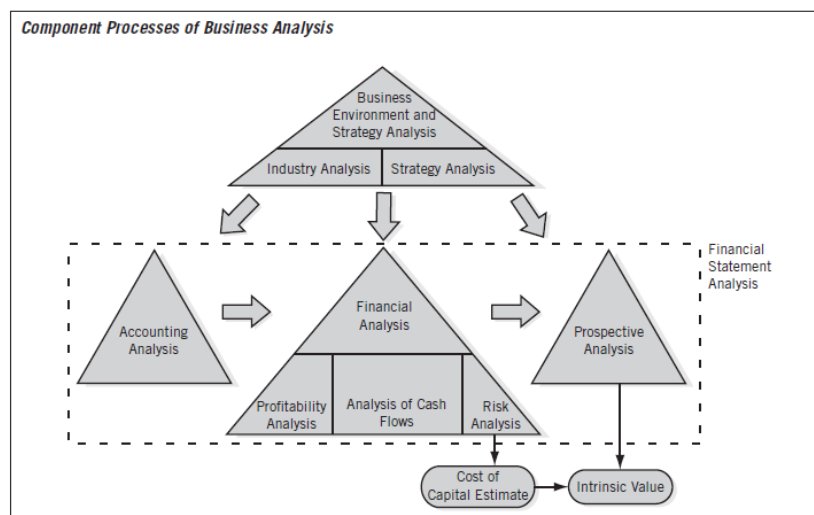 Component Processes of Business Analysis
Business
Environment and
Strategy Analysis
Industry Analysis
Strategy Analysis
Financial
Statement
Analysis
Accounting
Analysis
Financial
Analysis
Prospective
Analysis
Profitability
Analysis
Analysis of Cash
Flows
Risk
Analysis
Cost of
Capital Estimate
Intrinsic Value